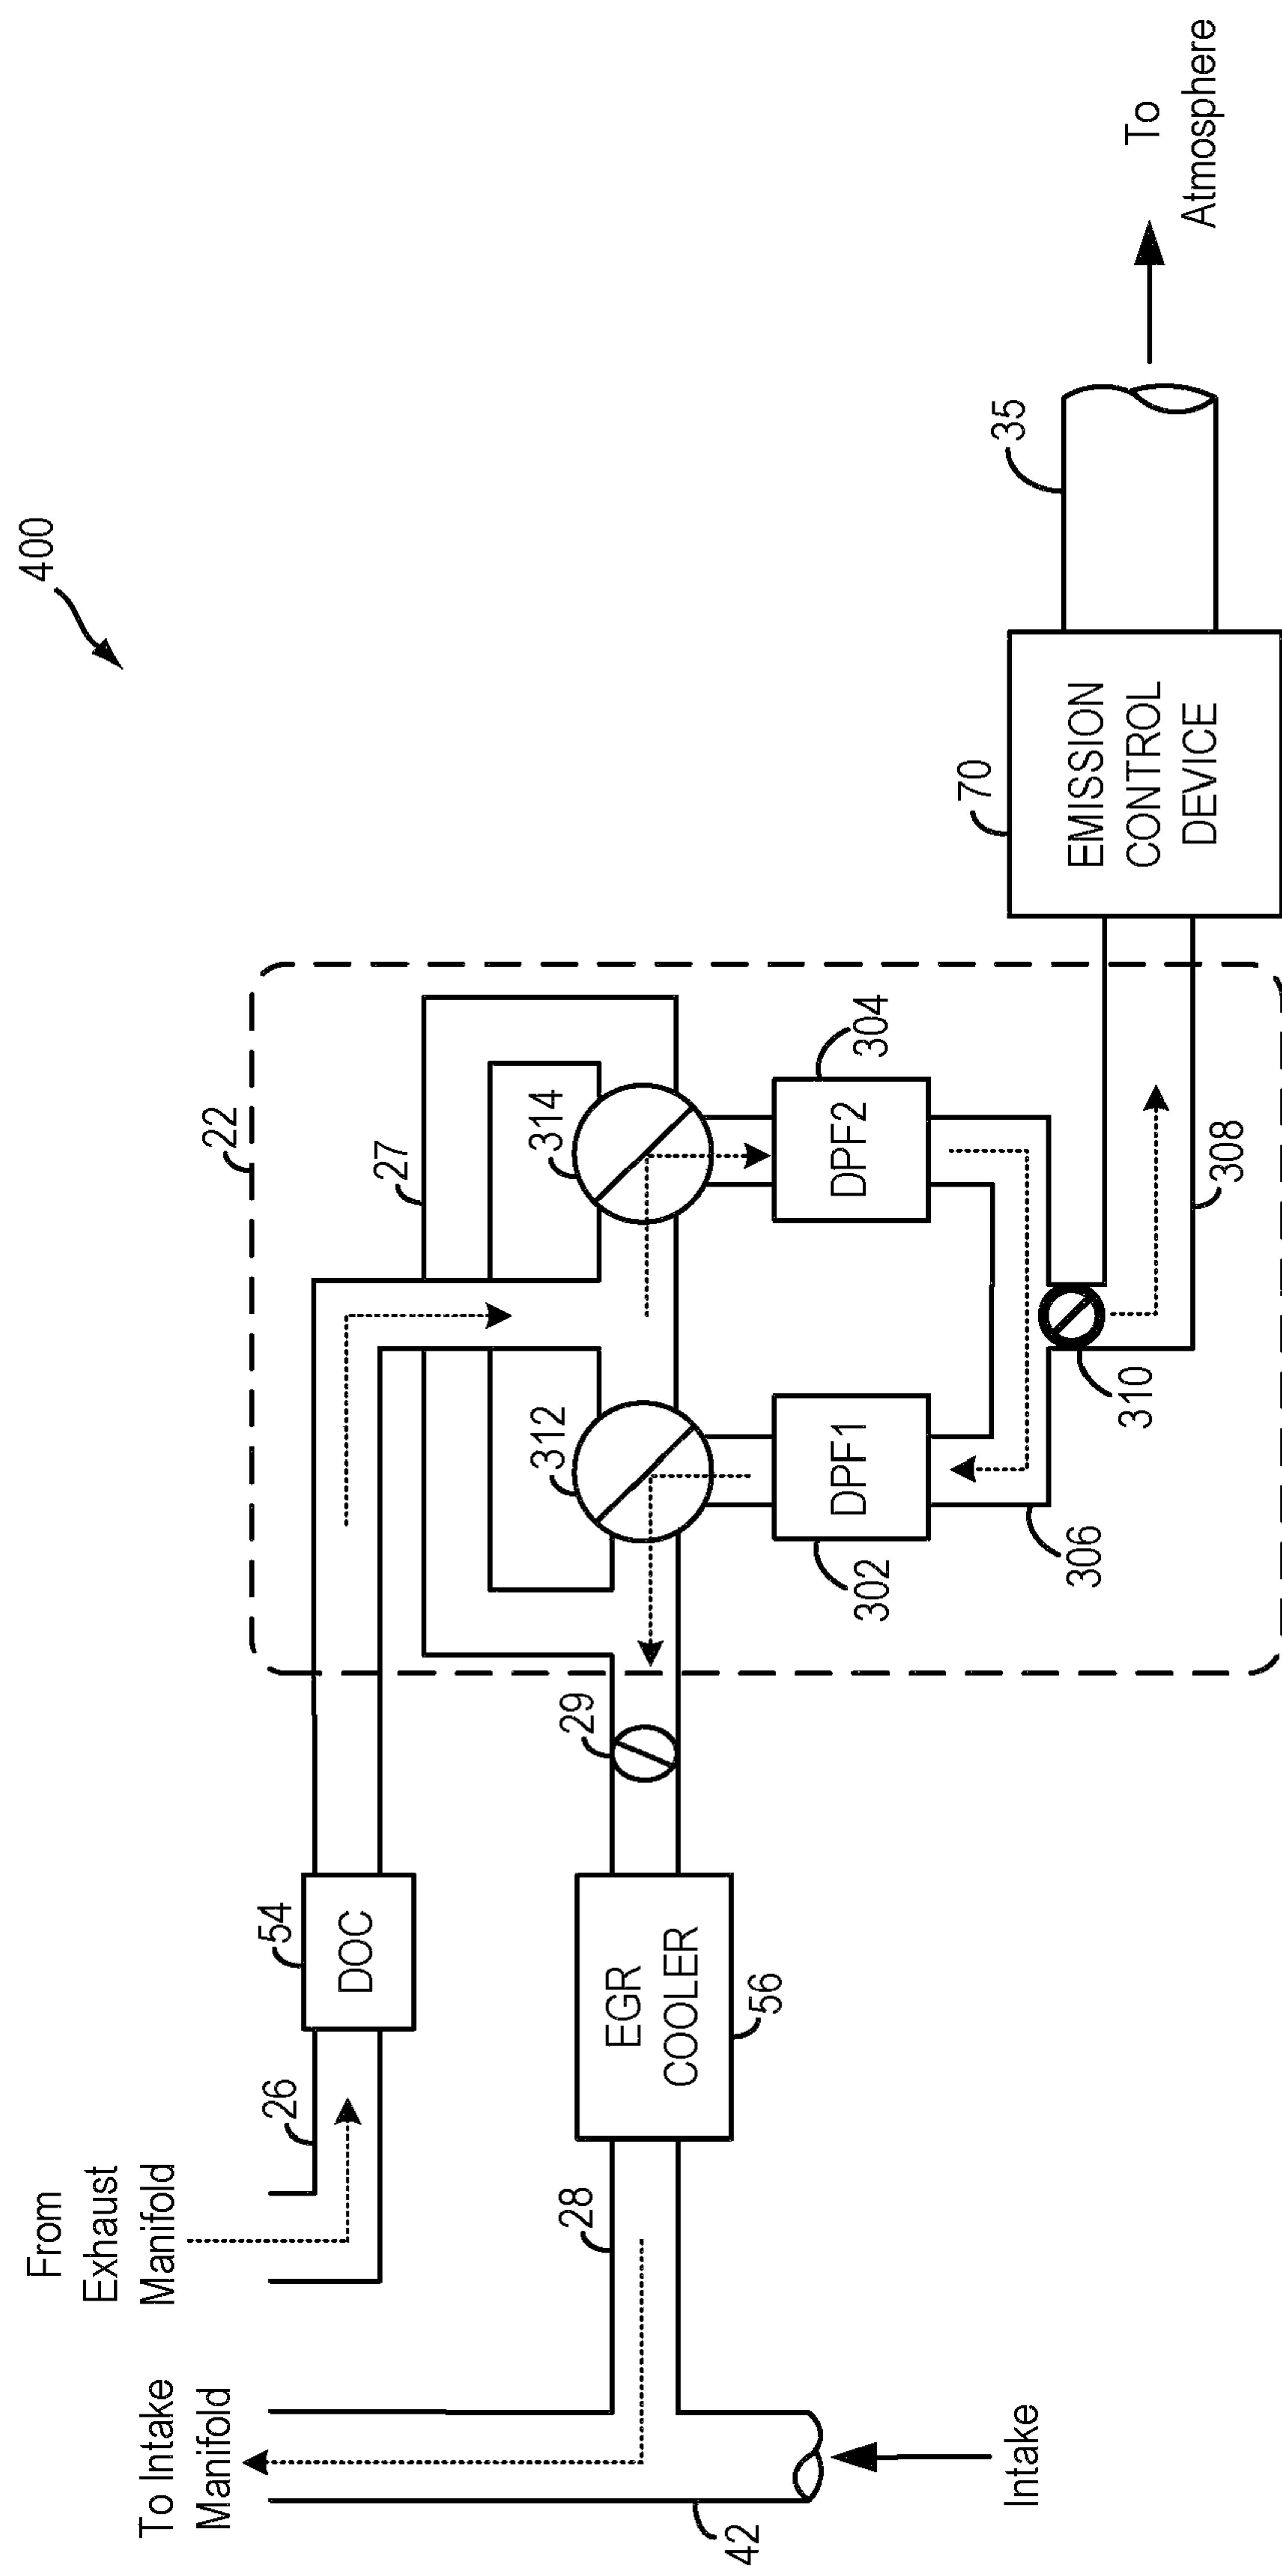 400
To Intake
Manifold
From
Exhaust
Manifold
26
54
DOC
22
27
28
EGR
COOLER
56
29
312
314
42
Intake
DPF1
302
DPF2
304
306
310
308
70
EMISSION
CONTROL
DEVICE
35
To
Atmosphere